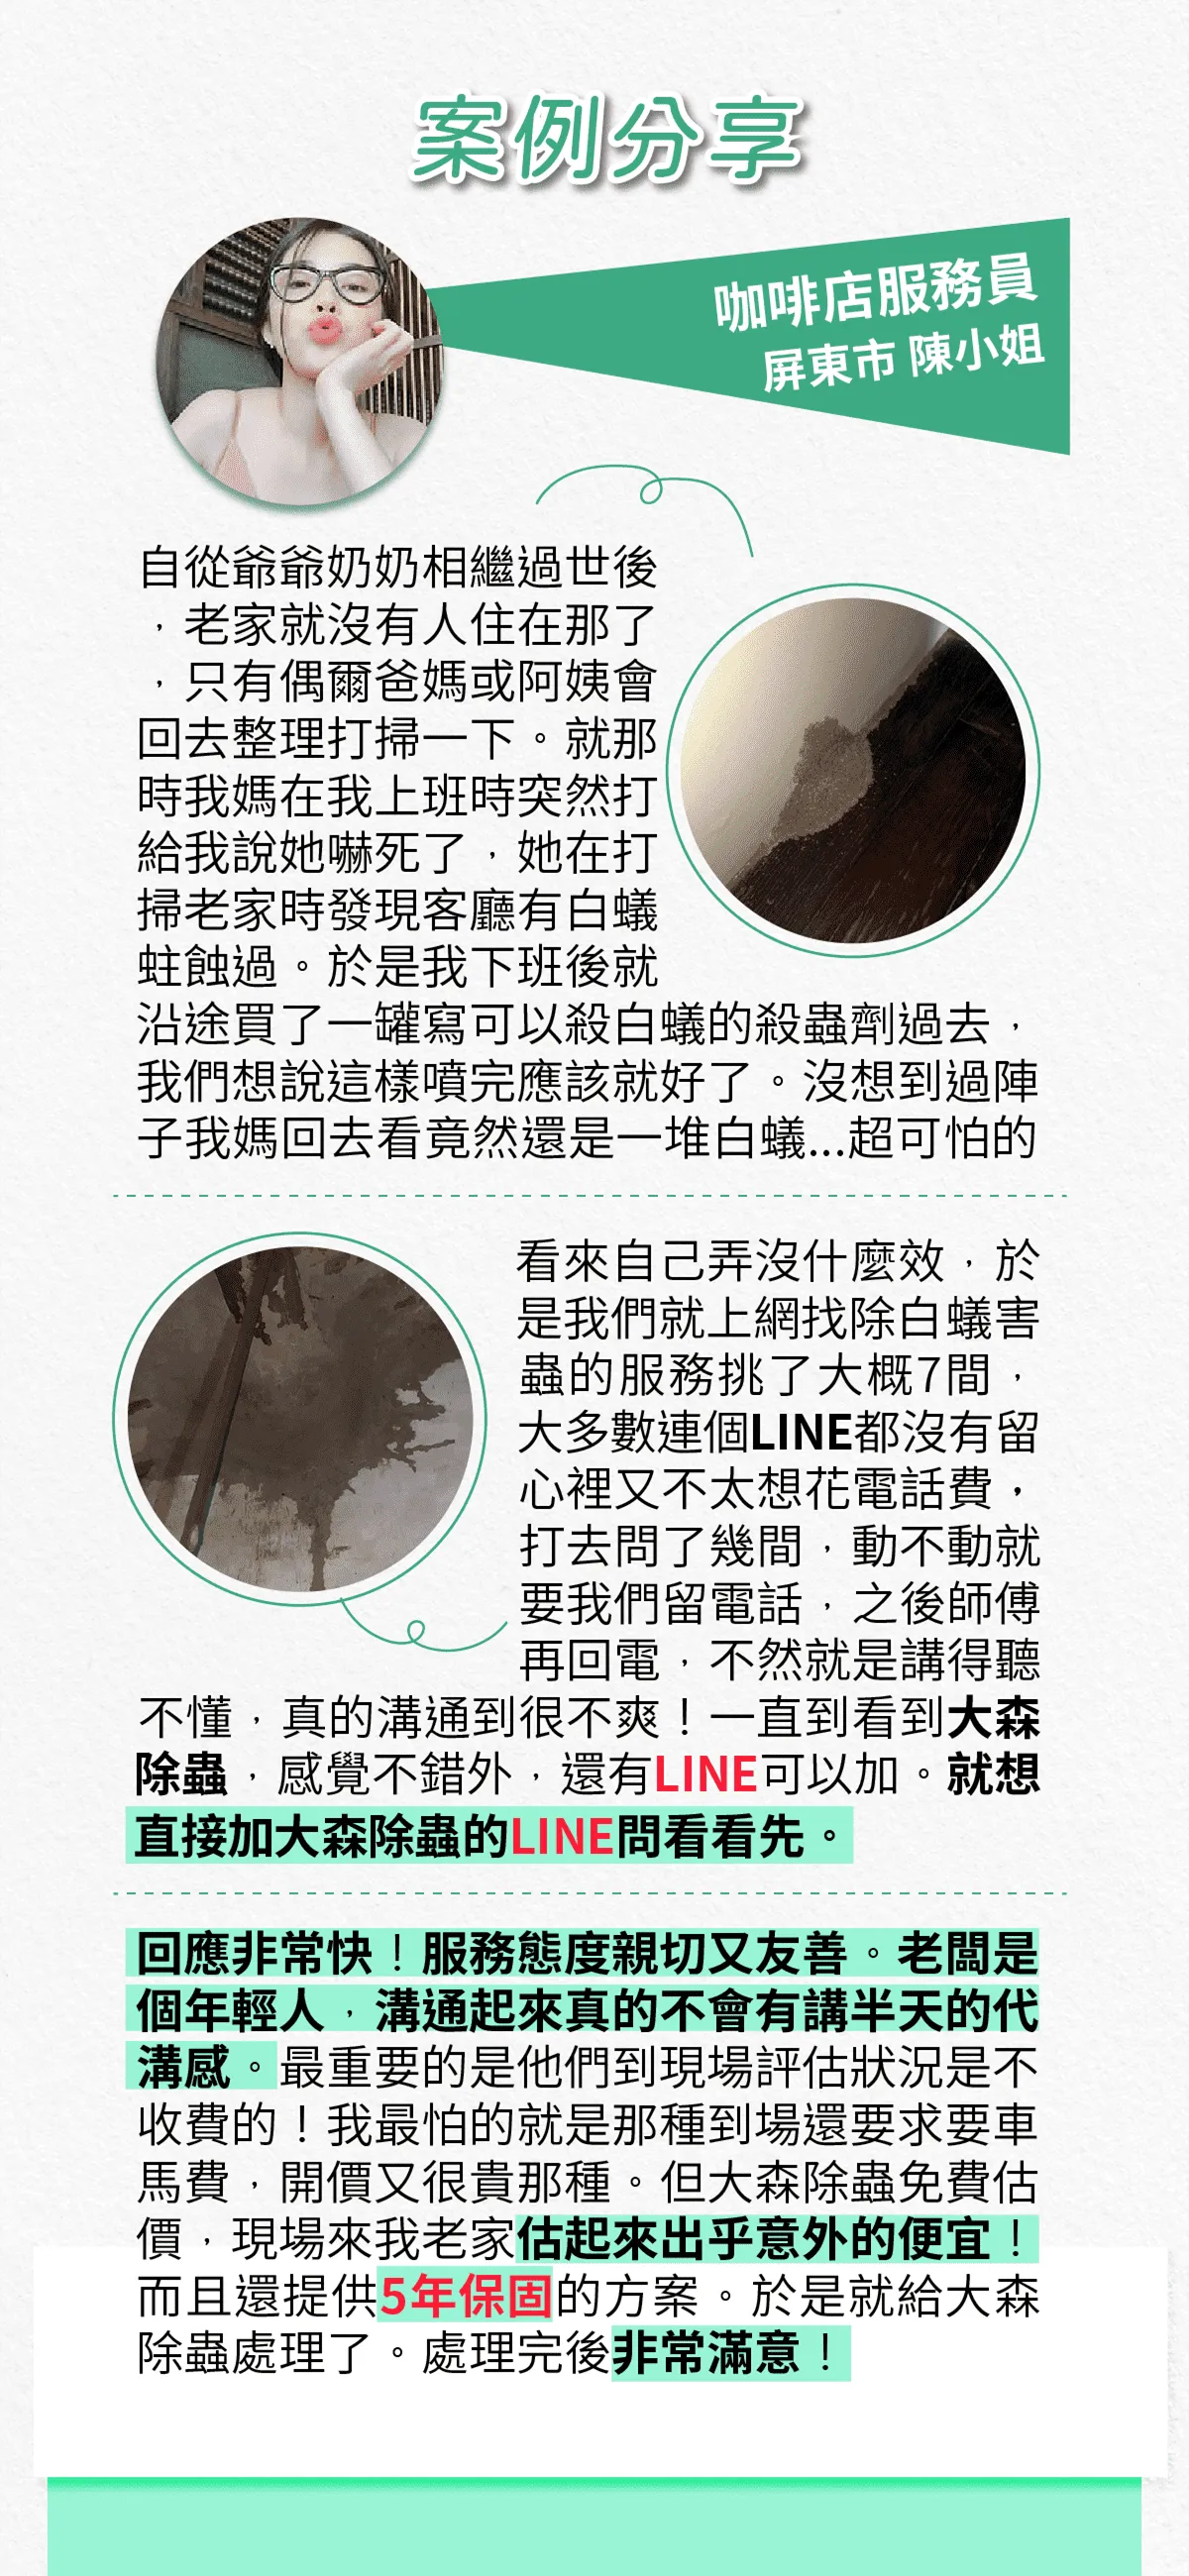 案例分享
咖啡店服務員
屏東市 陳小姐
自從爺爺奶奶相繼過世後
，老家就沒有人住在那了
，只有偶爾爸媽或阿姨會
回去整理打掃一下。就那
時我媽在我上班時突然打
給我說她嚇死了，她在打
掃老家時發現客廳有白蟻
蛀蝕過。於是我下班後就
沿途買了一罐寫可以殺白蟻的殺蟲劑過去，
我們想說這樣噴完應該就好了。沒想到過陣
子我媽回去看竟然還是一堆白蟻...超可怕的
看來自己弄沒什麼效，於
是我們就上網找除白蟻害
蟲的服務挑了大概7間，
大多數連個LINE都沒有留
心裡又不太想花電話費，
打去問了幾間，動不動就
要我們留電話，之後師傅
再回電，不然就是講得聽
不懂，真的溝通到很不爽！一直到看到大森
除蟲，感覺不錯外，還有LINE可以加。就想
直接加大森除蟲的LINE問看看先。
回應非常快！服務態度親切又友善。老闆是
個年輕人，溝通起來真的不會有講半天的代
溝感。最重要的是他們到現場評估狀況是不
收費的！我最怕的就是那種到場還要求要車
馬費，開價又很貴那種。但大森除蟲免費估
價，現場來我老家估起來出乎意外的便宜！
而且還提供5年保固的方案。於是就給大森
除蟲處理了。處理完後非常滿意！